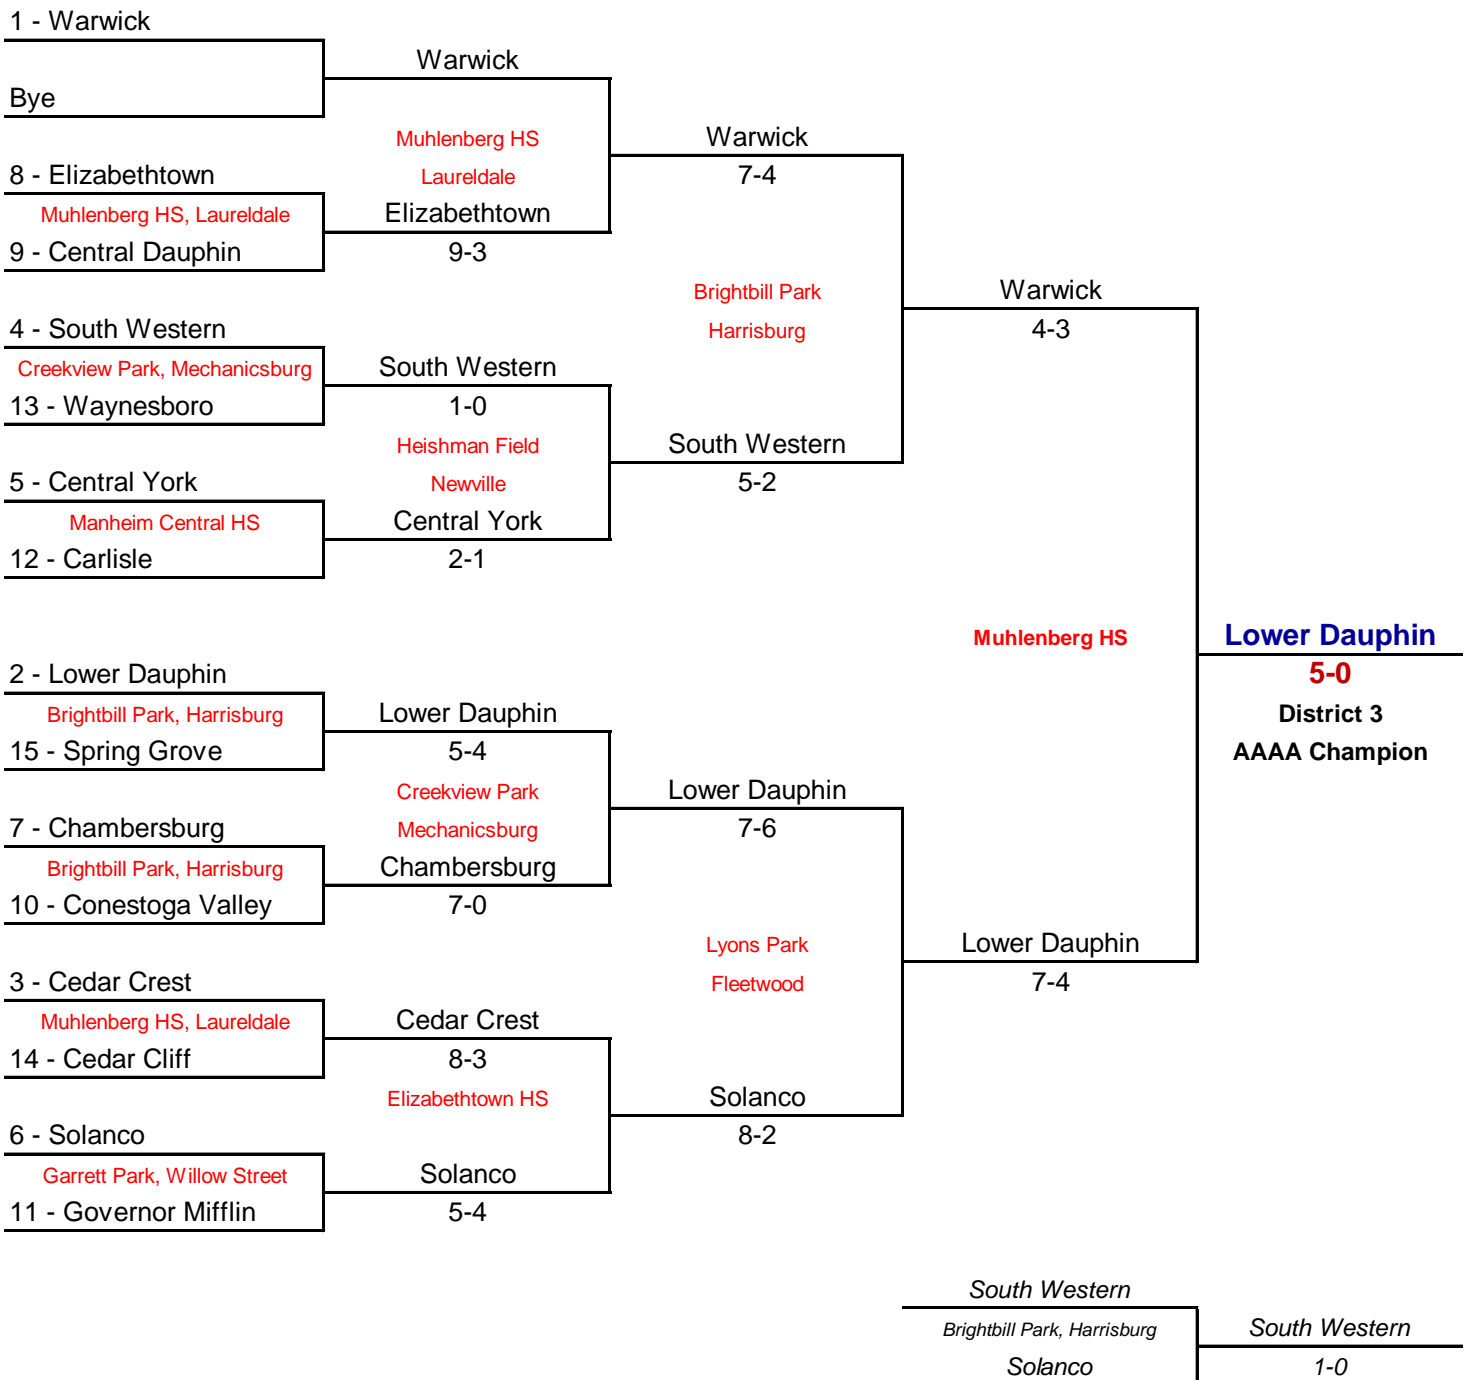 1 - Warwick
Warwick
Bye
Muhlenberg HS
Warwick
8 - Elizabethtown
Laureldale
7-4
Muhlenberg HS, Laureldale
Elizabethtown
9 - Central Dauphin
9-3
Brightbill Park
Warwick
4 - South Western
Harrisburg
4-3
Creekview Park, Mechanicsburg
South Western
13 - Waynesboro
1-0
Heishman Field
South Western
5 - Central York
Newville
5-2
Manheim Central HS
Central York
12 - Carlisle
2-1
Muhlenberg HS
Lower Dauphin
2 - Lower Dauphin
5-0
Brightbill Park, Harrisburg
Lower Dauphin
District 3
15 - Spring Grove
5-4
AAAA Champion
Creekview Park
Lower Dauphin
7 - Chambersburg
Mechanicsburg
7-6
Brightbill Park, Harrisburg
Chambersburg
10 - Conestoga Valley
7-0
Lyons Park
Lower Dauphin
3 - Cedar Crest
Fleetwood
7-4
Muhlenberg HS, Laureldale
Cedar Crest
14 - Cedar Cliff
8-3
Elizabethtown HS
Solanco
6 - Solanco
8-2
Garrett Park, Willow Street
Solanco
11 - Governor Mifflin
5-4
South Western
Brightbill Park, Harrisburg
South Western
Solanco
1-0